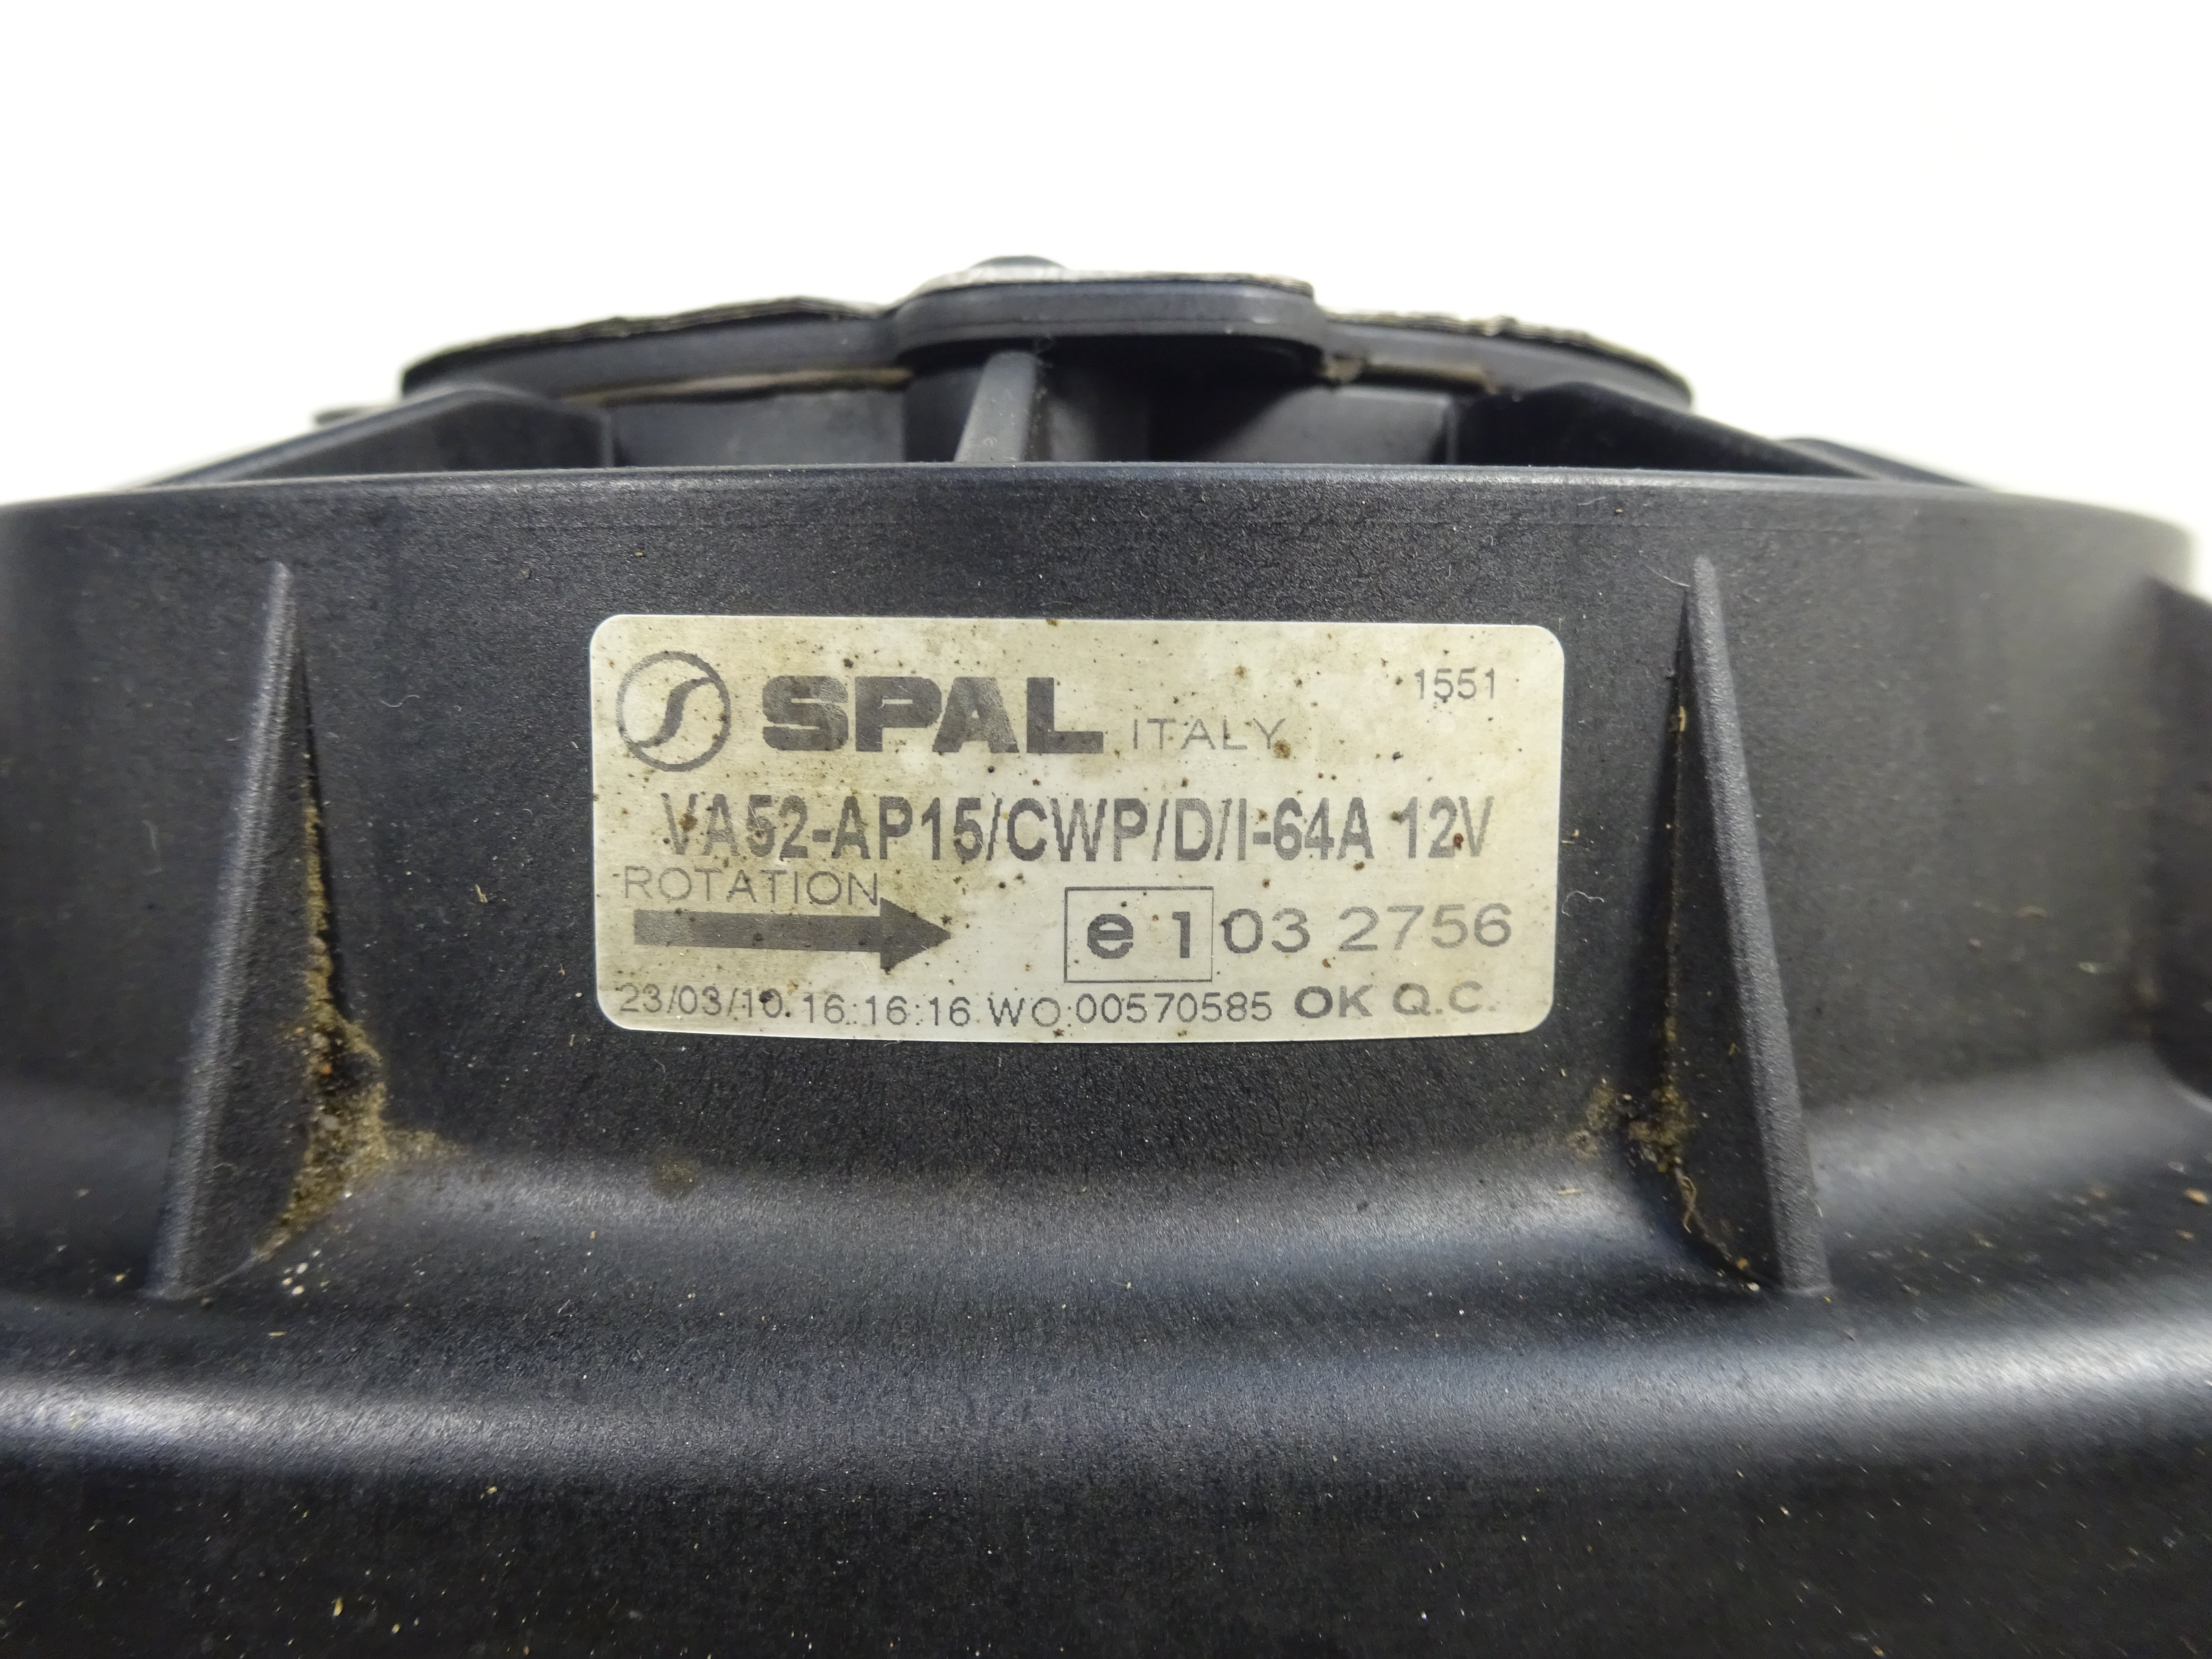 1551
SPAL ITALY
VA52-AP15/CWP/D/I-64A 12V
ROTATION
e1 03 2756
23/03/10 16:16:16 WO:00570585 OK Q.C.